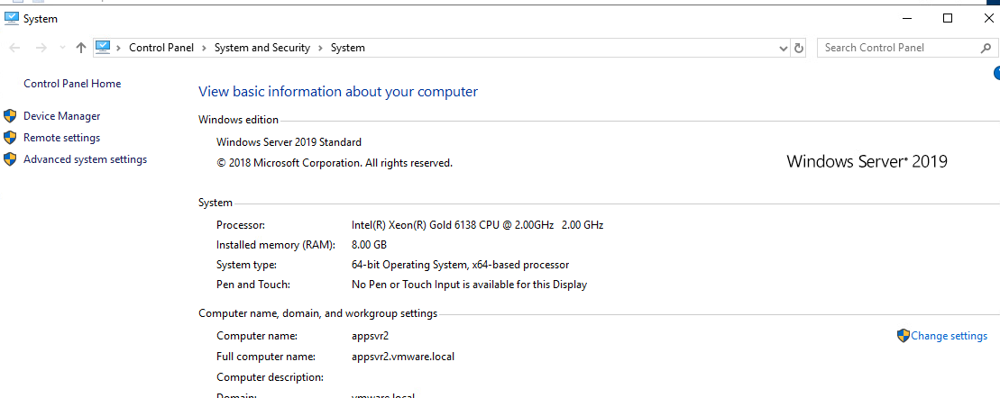 System
Control Panel > System and Security > System
Search Control Panel
Control Panel Home
Device Manager
Remote settings
Advanced system settings
View basic information about your computer
Windows edition
Windows Server 2019 Standard
© 2018 Microsoft Corporation. All rights reserved.
Windows Server® 2019
System
Processor: Intel(R) Xeon(R) Gold 6138 CPU @ 2.00GHz 2.00 GHz
Installed memory (RAM): 8.00 GB
System type: 64-bit Operating System, x64-based processor
Pen and Touch: No Pen or Touch Input is available for this Display
Computer name, domain, and workgroup settings
Computer name: appsvr2
Change settings
Full computer name: appsvr2.vmware.local
Computer description:
Domain: vmware.local